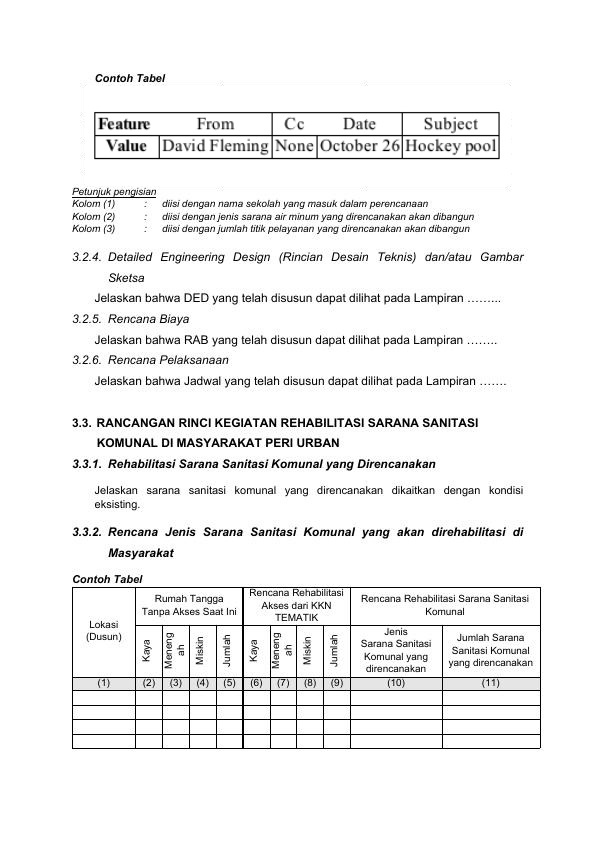 Contoh Tabel
Feature From Cc Date Subject
Value David Fleming None October 26 Hockey pool
Petunjuk pengisian
Kolom (1) : diisi dengan nama sekolah yang masuk dalam perencanaan
Kolom (2) : diisi dengan jenis sarana air minum yang direncanakan akan dibangun
Kolom (3) : diisi dengan jumlah titik pelayanan yang direncanakan akan dibangun
3.2.4. Detailed Engineering Design (Rincian Desain Teknis) dan/atau Gambar
Sketsa
Jelaskan bahwa DED yang telah disusun dapat dilihat pada Lampiran ……...
3.2.5. Rencana Biaya
Jelaskan bahwa RAB yang telah disusun dapat dilihat pada Lampiran ……..
3.2.6. Rencana Pelaksanaan
Jelaskan bahwa Jadwal yang telah disusun dapat dilihat pada Lampiran …….
3.3. RANCANGAN RINCI KEGIATAN REHABILITASI SARANA SANITASI
KOMUNAL DI MASYARAKAT PERI URBAN
3.3.1. Rehabilitasi Sarana Sanitasi Komunal yang Direncanakan
Jelaskan sarana sanitasi komunal yang direncanakan dikaitkan dengan kondisi
eksisting.
3.3.2. Rencana Jenis Sarana Sanitasi Komunal yang akan direhabilitasi di
Masyarakat
Contoh Tabel
Lokasi
(Dusun)
Rumah Tangga
Tanpa Akses Saat Ini
Rencana Rehabilitasi
Akses dari KKN
TEMATIK
Rencana Rehabilitasi Sarana Sanitasi
Komunal
Kaya
Meneng
ah
Miskin
Jumlah
Kaya
Meneng
ah
Miskin
Jumlah
Jenis
Sarana Sanitasi
Komunal yang
direncanakan
Jumlah Sarana
Sanitasi Komunal
yang direncanakan
(1) (2) (3) (4) (5) (6) (7) (8) (9) (10) (11)